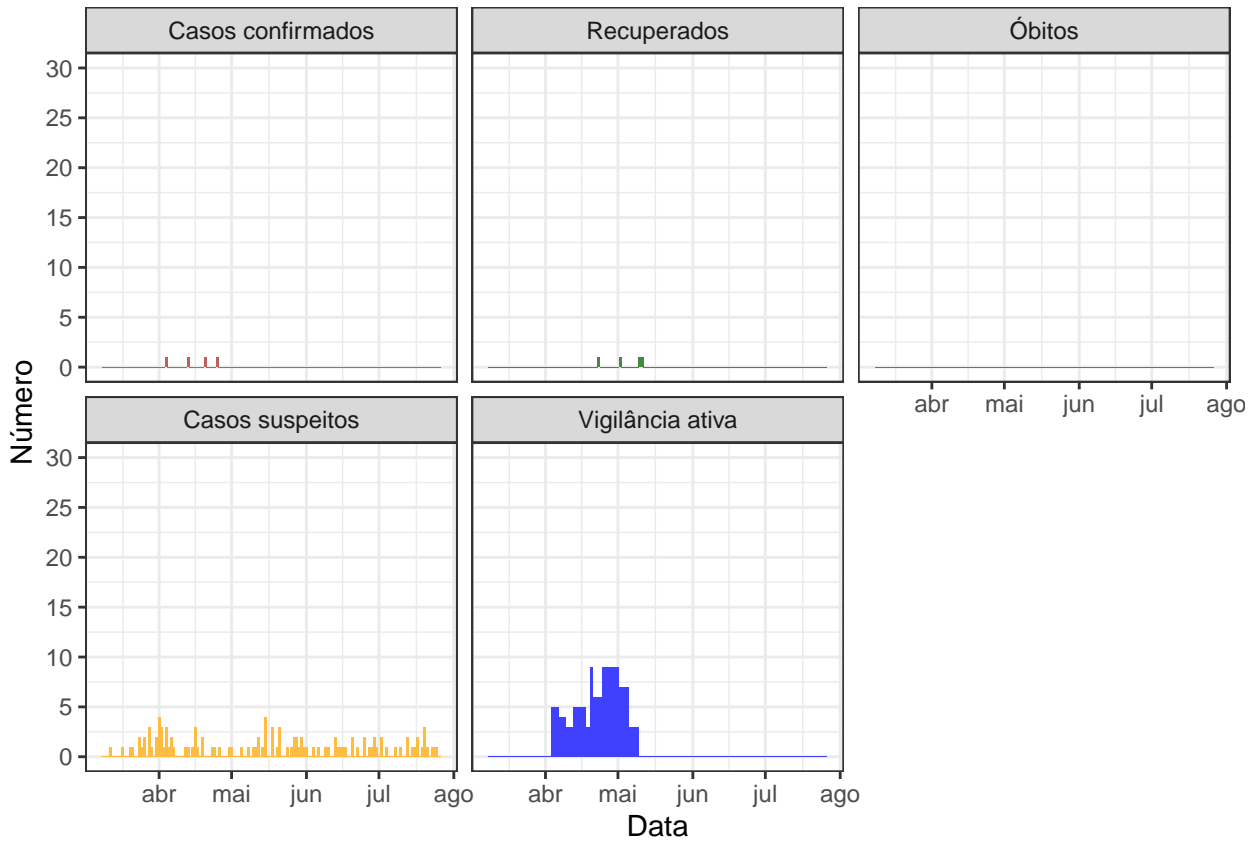 Casos confirmados
Recuperados
Óbitos
30
25
20
15
10
5
0
abr mai jun jul ago
Número
Casos suspeitos
Vigilância ativa
30
25
20
15
10
5
0
abr mai jun jul ago
abr mai jun jul ago
Data